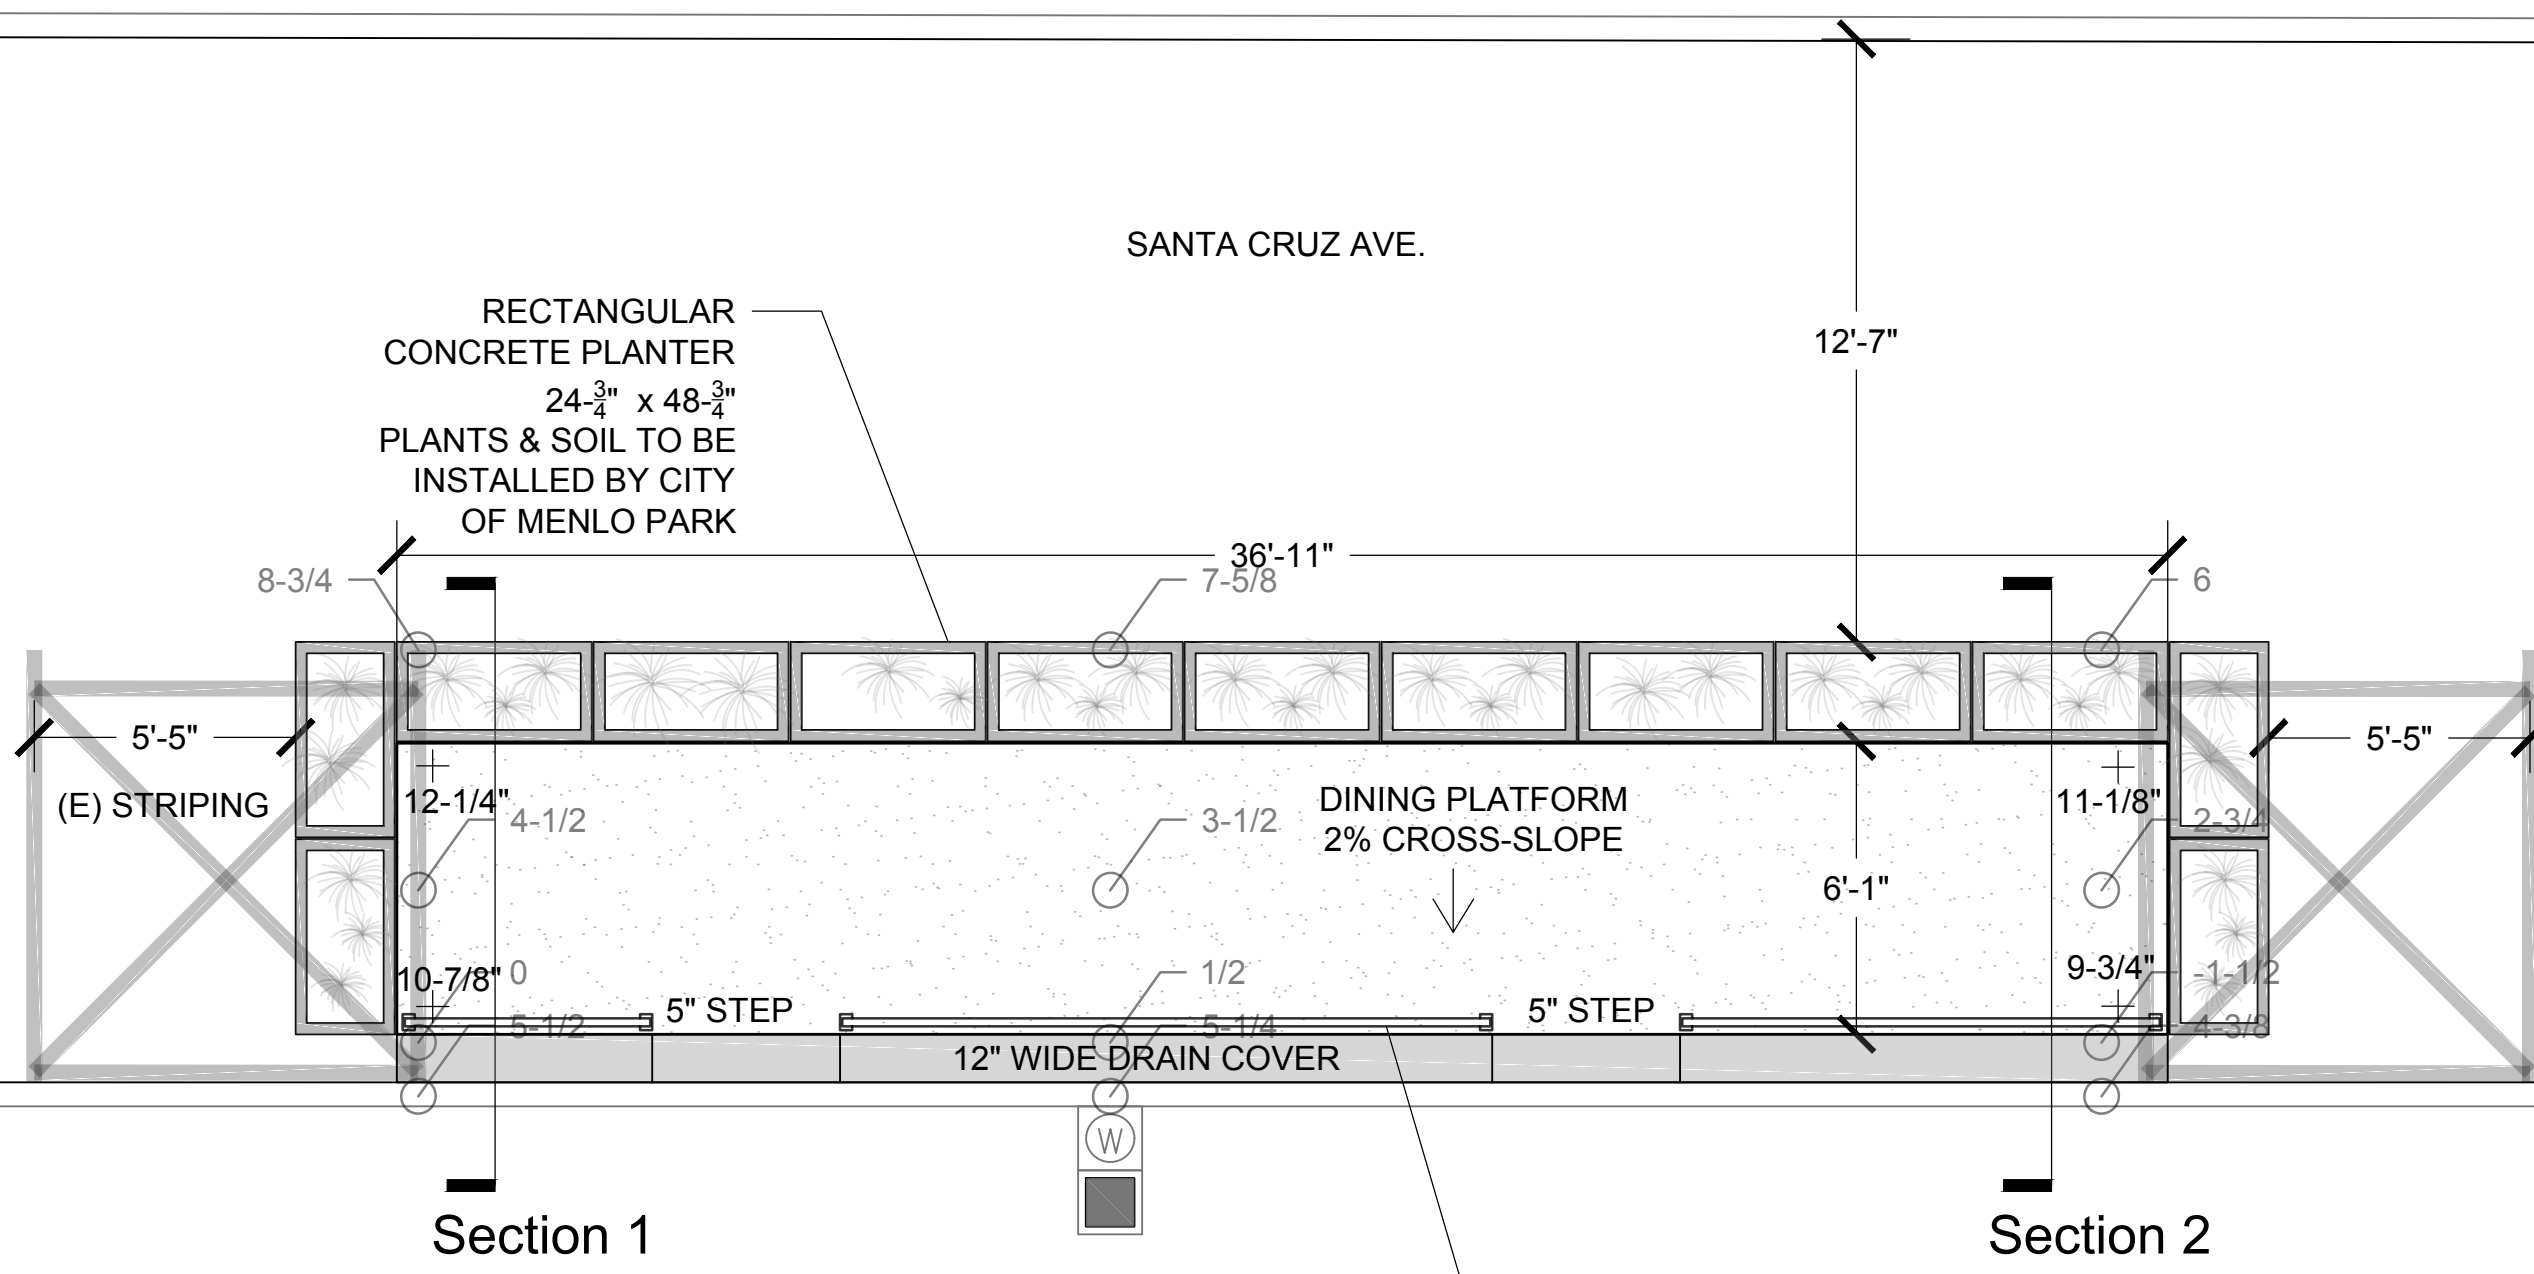 SANTA CRUZ AVE.
RECTANGULAR
CONCRETE PLANTER
24-3/4" x 48-3/4"
PLANTS & SOIL TO BE
INSTALLED BY CITY
OF MENLO PARK
12'-7"
36'-11"
8-3/4
7-5/8
6
5'-5"
5'-5"
(E) STRIPING
12-1/4"
4-1/2
3-1/2
DINING PLATFORM
2% CROSS-SLOPE
11-1/8"
2-3/4
6'-1"
10-7/8"
0
1/2
9-3/4"
-1-1/2
5" STEP
5" STEP
5-1/2
5-1/4
4-3/8
12" WIDE DRAIN COVER
W
Section 1
Section 2